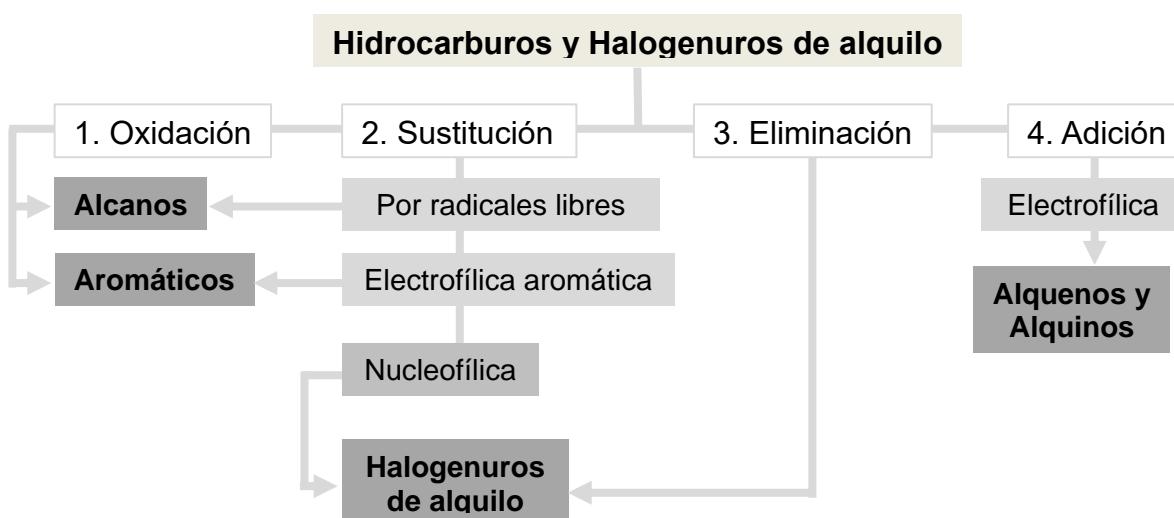 Hidrocarburos y Halogenuros de alquilo
1. Oxidación
2. Sustitución
3. Eliminación
4. Adición
Alcanos
Por radicales libres
Electrofílica
Aromáticos
Electrofílica aromática
Alquenos y
Alquinos
Nucleofílica
Halogenuros
de alquilo